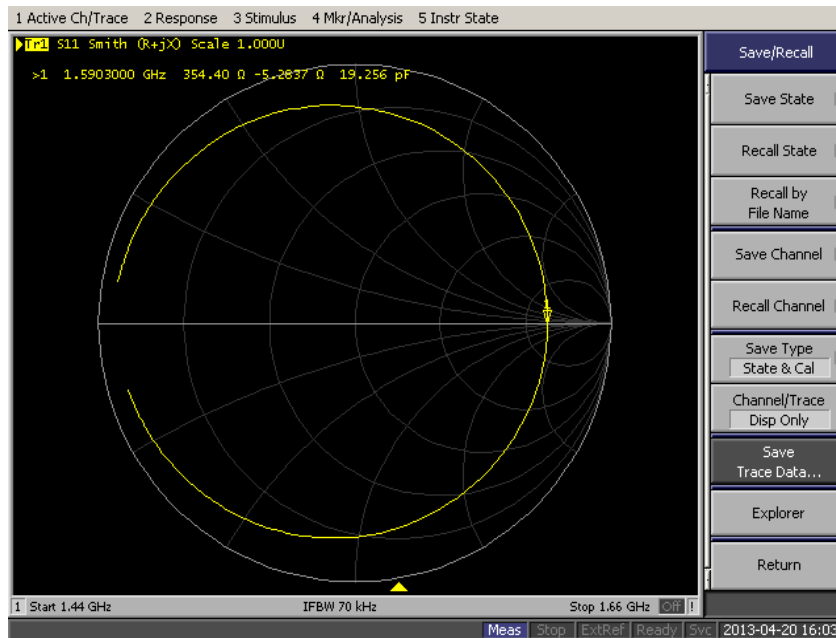 1 Active Ch/Trace 2 Response 3 Stimulus 4 Mkr/Analysis 5 Instr State
Tr1 S11 Smith (R+jX) Scale 1.000U
>1 1.5903000 GHz 354.40 Ω -5.2837 Ω 19.256 pF
Save/Recall
Save State
Recall State
Recall by
File Name
Save Channel
Recall Channel
Save Type
State & Cal
Channel/Trace
Disp Only
Save
Trace Data...
Explorer
Return
1 Start 1.44 GHz IFBW 70 kHz Stop 1.66 GHz Off !
Meas Stop ExtRef Ready Svc 2013-04-20 16:03